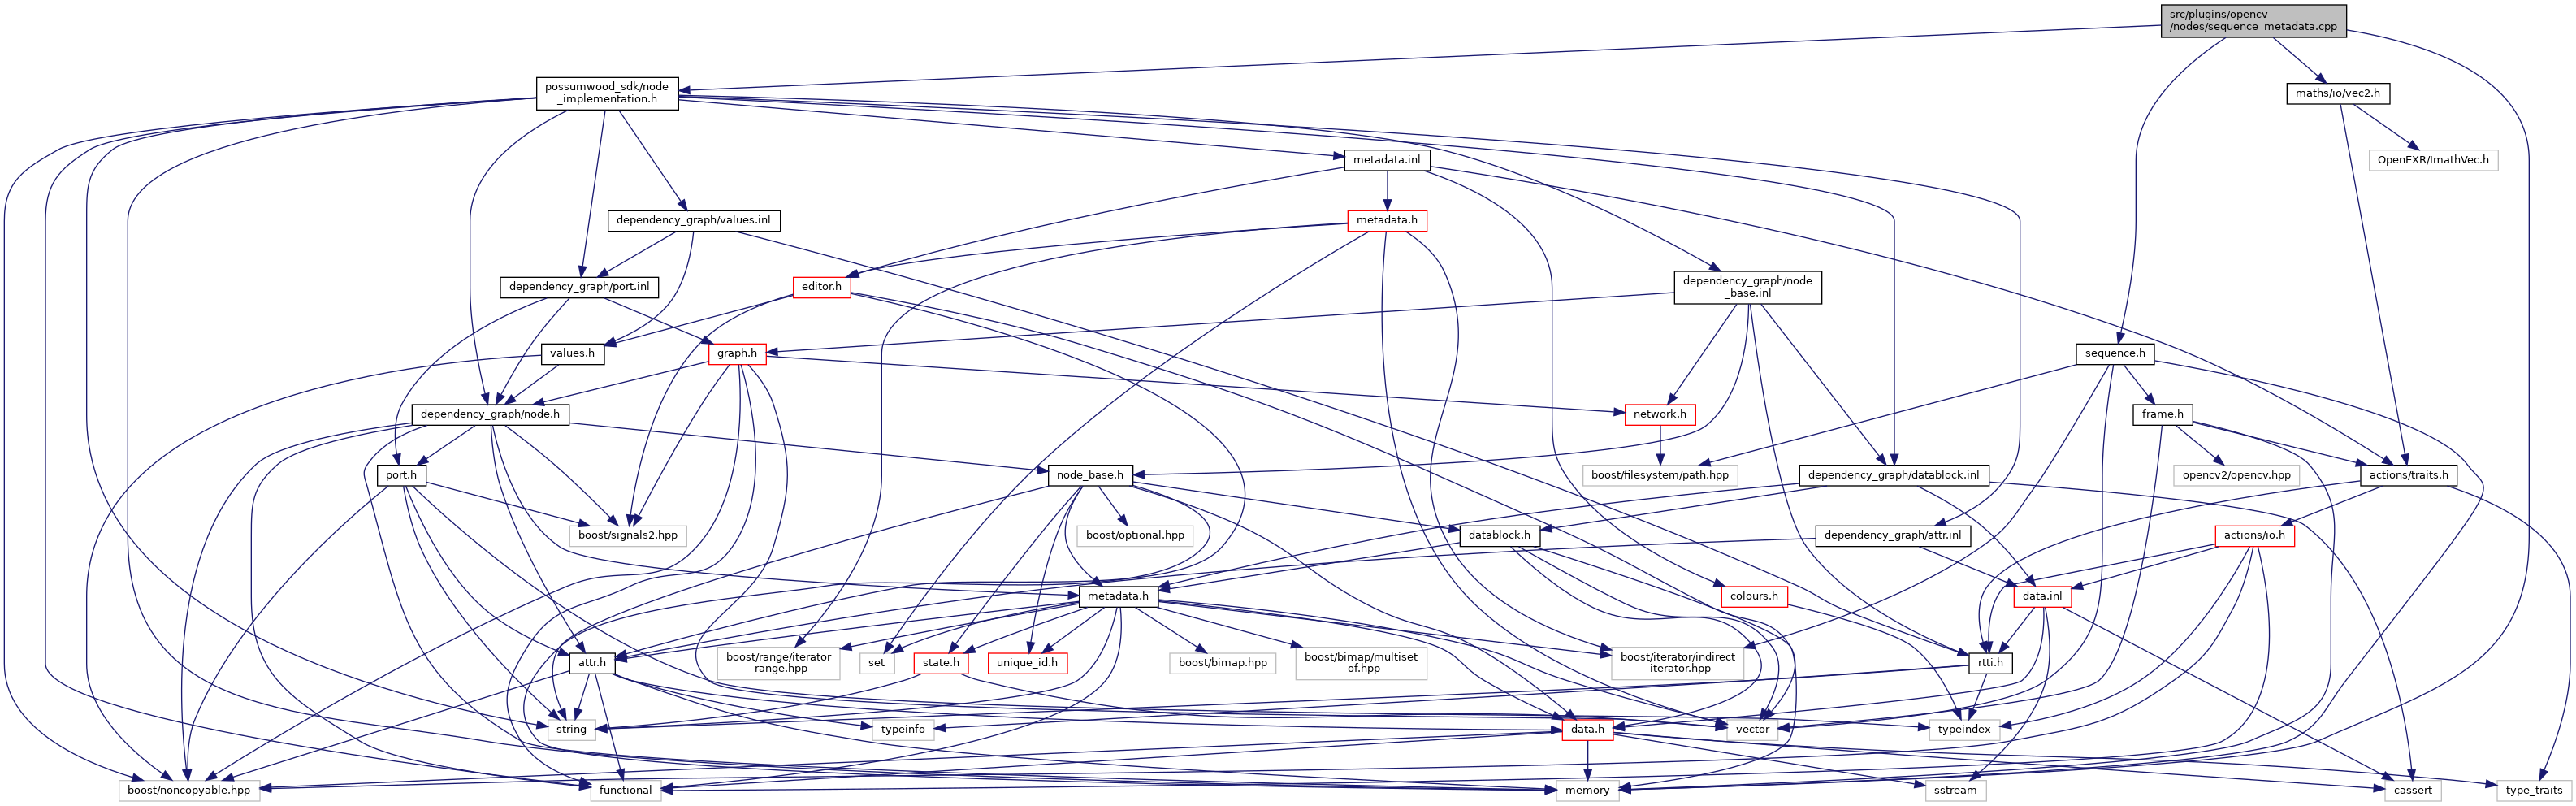 src/plugins/opencv
/nodes/sequence_metadata.cpp
possumwood_sdk/node
_implementation.h
maths/io/vec2.h
metadata.inl
OpenEXR/ImathVec.h
dependency_graph/values.inl
metadata.h
dependency_graph/port.inl
editor.h
dependency_graph/node
_base.inl
values.h
graph.h
sequence.h
dependency_graph/node.h
network.h
frame.h
port.h
node_base.h
boost/filesystem/path.hpp
dependency_graph/datablock.inl
opencv2/opencv.hpp
actions/traits.h
boost/signals2.hpp
boost/optional.hpp
datablock.h
dependency_graph/attr.inl
actions/io.h
metadata.h
colours.h
data.inl
attr.h
boost/range/iterator
_range.hpp
set
state.h
unique_id.h
boost/bimap.hpp
boost/bimap/multiset
_of.hpp
boost/iterator/indirect
_iterator.hpp
rtti.h
string
typeinfo
data.h
vector
typeindex
boost/noncopyable.hpp
functional
memory
sstream
cassert
type_traits